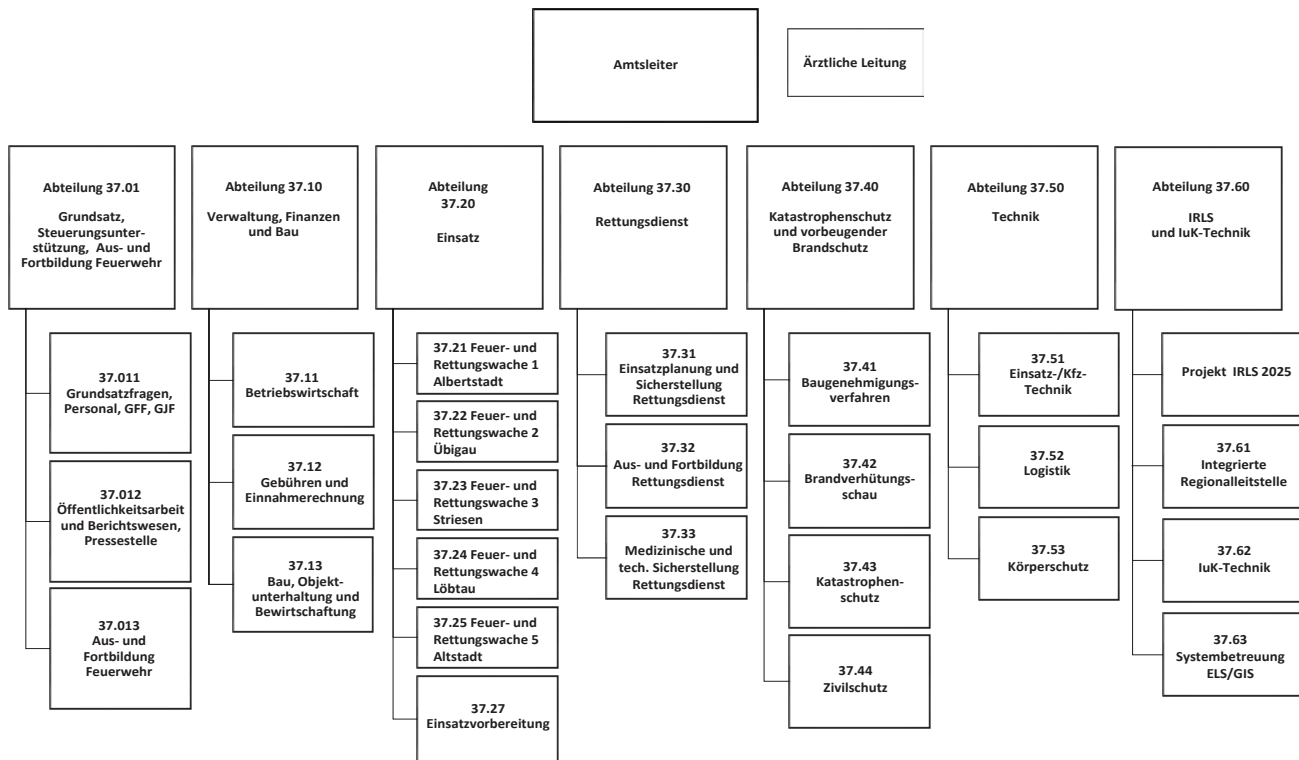 Amtsleiter
Ärztliche Leitung
Abteilung 37.01
Grundsatz,
Steuerungsunter-
stützung, Aus- und
Fortbildung Feuerwehr
Abteilung 37.10
Verwaltung, Finanzen
und Bau
Abteilung
37.20
Einsatz
Abteilung 37.30
Rettungsdienst
Abteilung 37.40
Katastrophenschutz
und vorbeugender
Brandschutz
Abteilung 37.50
Technik
Abteilung 37.60
IRLS
und IuK-Technik
37.011
Grundsatzfragen,
Personal, GFF, GJF
37.012
Öffentlichkeitsarbeit
und Berichtswesen,
Pressestelle
37.013
Aus- und
Fortbildung
Feuerwehr
37.11
Betriebswirtschaft
37.12
Gebühren und
Einnahmerechnung
37.13
Bau, Objekt-
unterhaltung und
Bewirtschaftung
37.21 Feuer- und
Rettungswache 1
Albertstadt
37.22 Feuer- und
Rettungswache 2
Übigau
37.23 Feuer- und
Rettungswache 3
Striesen
37.24 Feuer- und
Rettungswache 4
Löbtau
37.25 Feuer- und
Rettungswache 5
Altstadt
37.27
Einsatzvorbereitung
37.31
Einsatzplanung und
Sicherstellung
Rettungsdienst
37.32
Aus- und Fortbildung
Rettungsdienst
37.33
Medizinische und
tech. Sicherstellung
Rettungsdienst
37.41
Baugenehmigungs-
verfahren
37.42
Brandverhütungs-
schau
37.43
Katastrophen-
schutz
37.44
Zivilschutz
37.51
Einsatz-/Kfz-
Technik
37.52
Logistik
37.53
Körperschutz
Projekt IRLS 2025
37.61
Integrierte
Regionalleitstelle
37.62
IuK-Technik
37.63
Systembetreuung
ELS/GIS